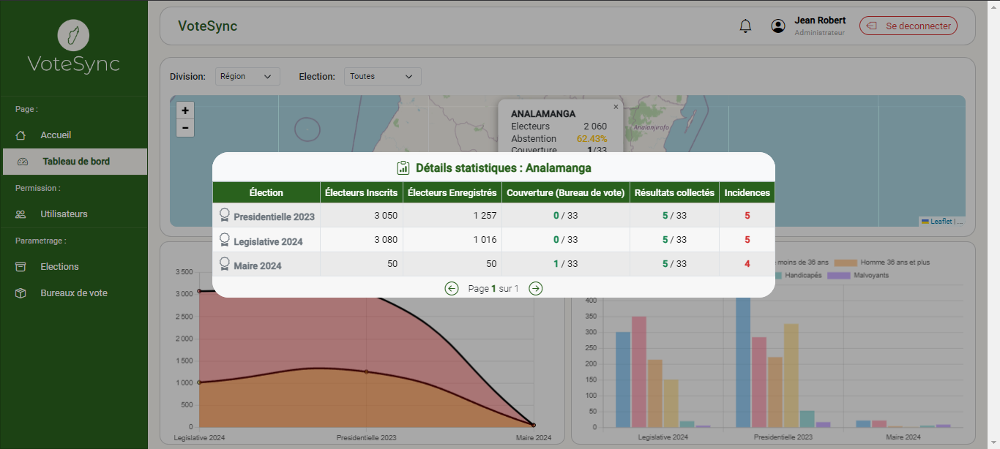 VoteSync
Page :
Accueil
Tableau de bord
Permission :
Utilisateurs
Parametrage :
Elections
Bureaux de vote
VoteSync
Jean Robert
Administrateur
Se deconnecter
Division: Région Election: Toutes
+
−
×
ANALAMANGA
Electeurs 2 060
Abstention 62.43%
Couverture 1/33
Analanjirofo
Leaflet | ...
Détails statistiques : Analamanga
Élection Électeurs Inscrits Électeurs Enregistrés Couverture (Bureau de vote) Résultats collectés Incidences
Presidentielle 2023 3 050 1 257 0 / 33 5 / 33 5
Legislative 2024 3 080 1 016 0 / 33 5 / 33 5
Maire 2024 50 50 1 / 33 5 / 33 4
Page 1 sur 1
3 500
3 000
2 500
2 000
1 500
1 000
500
0
Legislative 2024 Presidentielle 2023 Maire 2024
moins de 36 ans Homme 36 ans et plus
Handicapés Malvoyants
400
350
300
250
200
150
100
50
0
Legislative 2024 Presidentielle 2023 Maire 2024